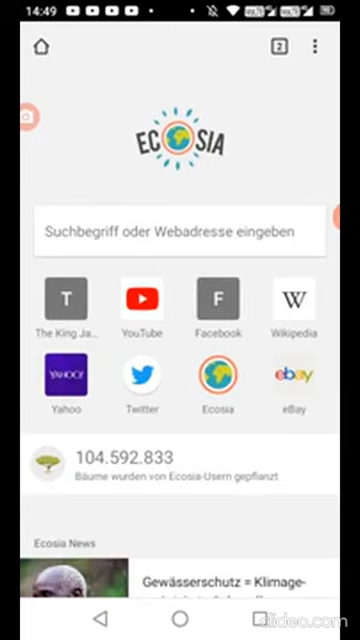 14:49
2
ECOSIA
Suchbegriff oder Webadresse eingeben
T
F
W
The King Ja...
YouTube
Facebook
Wikipedia
YAHOO!
ebay
Yahoo
Twitter
Ecosia
eBay
104.592.833
Bäume wurden von Ecosia-Usern gepflanzt
Ecosia News
Gewässerschutz = Klimage-
clideo.com